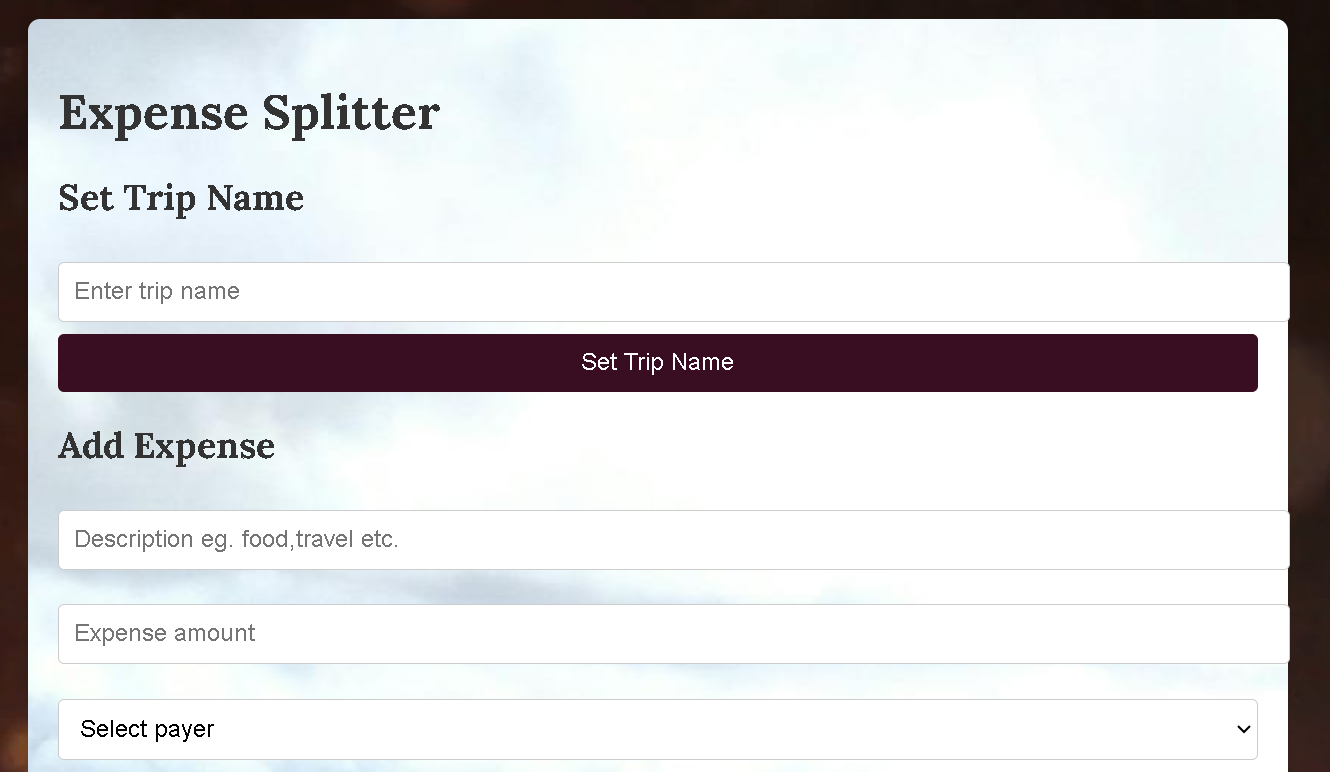 Expense Splitter
Set Trip Name
Enter trip name
Set Trip Name
Add Expense
Description eg. food,travel etc.
Expense amount
Select payer